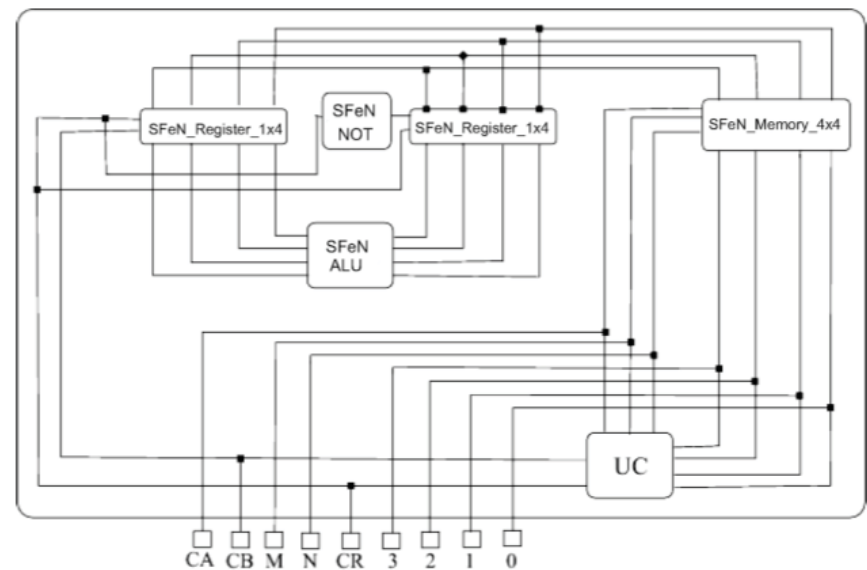 SFeN
NOT
SFeN_Register_1x4
SFeN_Register_1x4
SFeN_Memory_4x4
SFeN
ALU
UC
CA CB M N CR 3 2 1 0